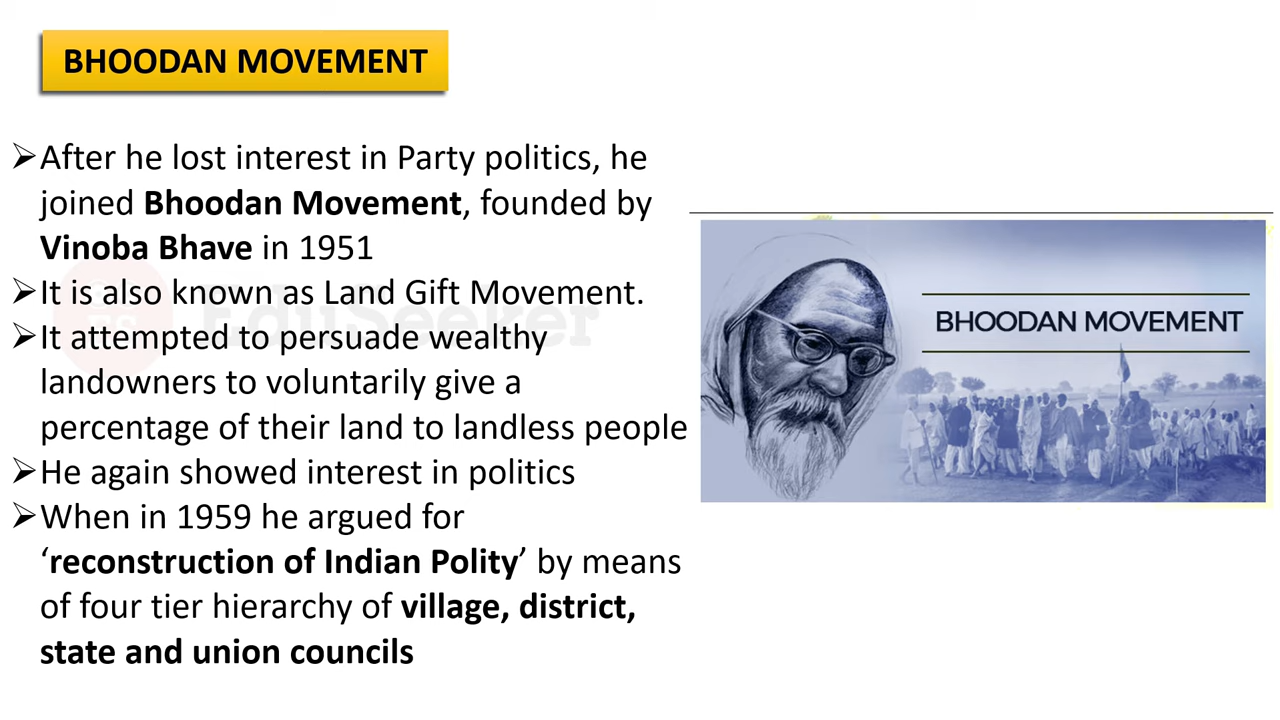 BHOODAN MOVEMENT
➢After he lost interest in Party politics, he
joined Bhoodan Movement, founded by
Vinoba Bhave in 1951
➢It is also known as Land Gift Movement.
➢It attempted to persuade wealthy
landowners to voluntarily give a
percentage of their land to landless people
➢He again showed interest in politics
➢When in 1959 he argued for
‘reconstruction of Indian Polity’ by means
of four tier hierarchy of village, district,
state and union councils
BHOODAN MOVEMENT
EduSeeker